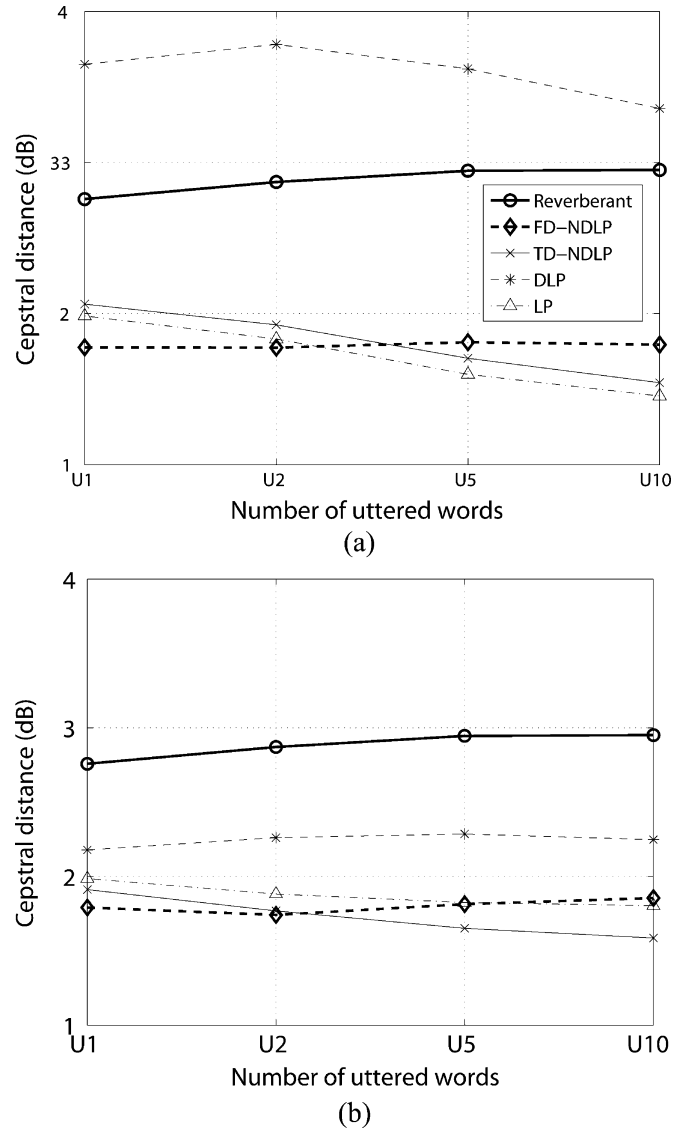 4
33
2
1
Cepstral distance (dB)
Reverberant
FD-NDLP
TD-NDLP
DLP
LP
U1 U2 U5 U10
Number of uttered words
(a)
4
3
2
1
Cepstral distance (dB)
U1 U2 U5 U10
Number of uttered words
(b)